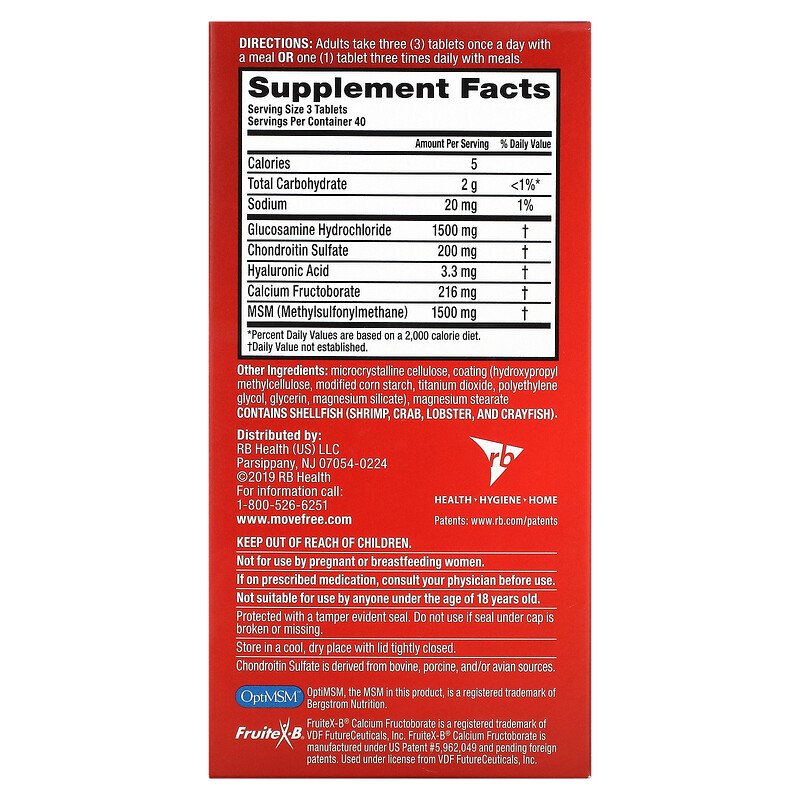 DIRECTIONS: Adults take three (3) tablets once a day with
a meal OR one (1) tablet three times daily with meals.
Supplement Facts
Serving Size 3 Tablets
Servings Per Container 40
Amount Per Serving % Daily Value
Calories 5
Total Carbohydrate 2 g <1%*
Sodium 20 mg 1%
Glucosamine Hydrochloride 1500 mg †
Chondroitin Sulfate 200 mg †
Hyaluronic Acid 3.3 mg †
Calcium Fructoborate 216 mg †
MSM (Methylsulfonylmethane) 1500 mg †
*Percent Daily Values are based on a 2,000 calorie diet.
†Daily Value not established.
Other Ingredients: microcrystalline cellulose, coating (hydroxypropyl
methylcellulose, modified corn starch, titanium dioxide, polyethylene
glycol, glycerin, magnesium silicate), magnesium stearate
CONTAINS SHELLFISH (SHRIMP, CRAB, LOBSTER, AND CRAYFISH).
Distributed by:
RB Health (US) LLC
Parsippany, NJ 07054-0224
©2019 RB Health
For information call:
1-800-526-6251
www.movefree.com
rb
HEALTH • HYGIENE • HOME
Patents: www.rb.com/patents
KEEP OUT OF REACH OF CHILDREN.
Not for use by pregnant or breastfeeding women.
If on prescribed medication, consult your physician before use.
Not suitable for use by anyone under the age of 18 years old.
Protected with a tamper evident seal. Do not use if seal under cap is
broken or missing.
Store in a cool, dry place with lid tightly closed.
Chondroitin Sulfate is derived from bovine, porcine, and/or avian sources.
OptiMSM® OptiMSM, the MSM in this product, is a registered trademark of
Bergstrom Nutrition.
FruiteX-B® FruiteX-B® Calcium Fructoborate is a registered trademark of
VDF FutureCeuticals, Inc. FruiteX-B® Calcium Fructoborate is
manufactured under US Patent #5,962,049 and pending foreign
patents. Used under license from VDF FutureCeuticals, Inc.